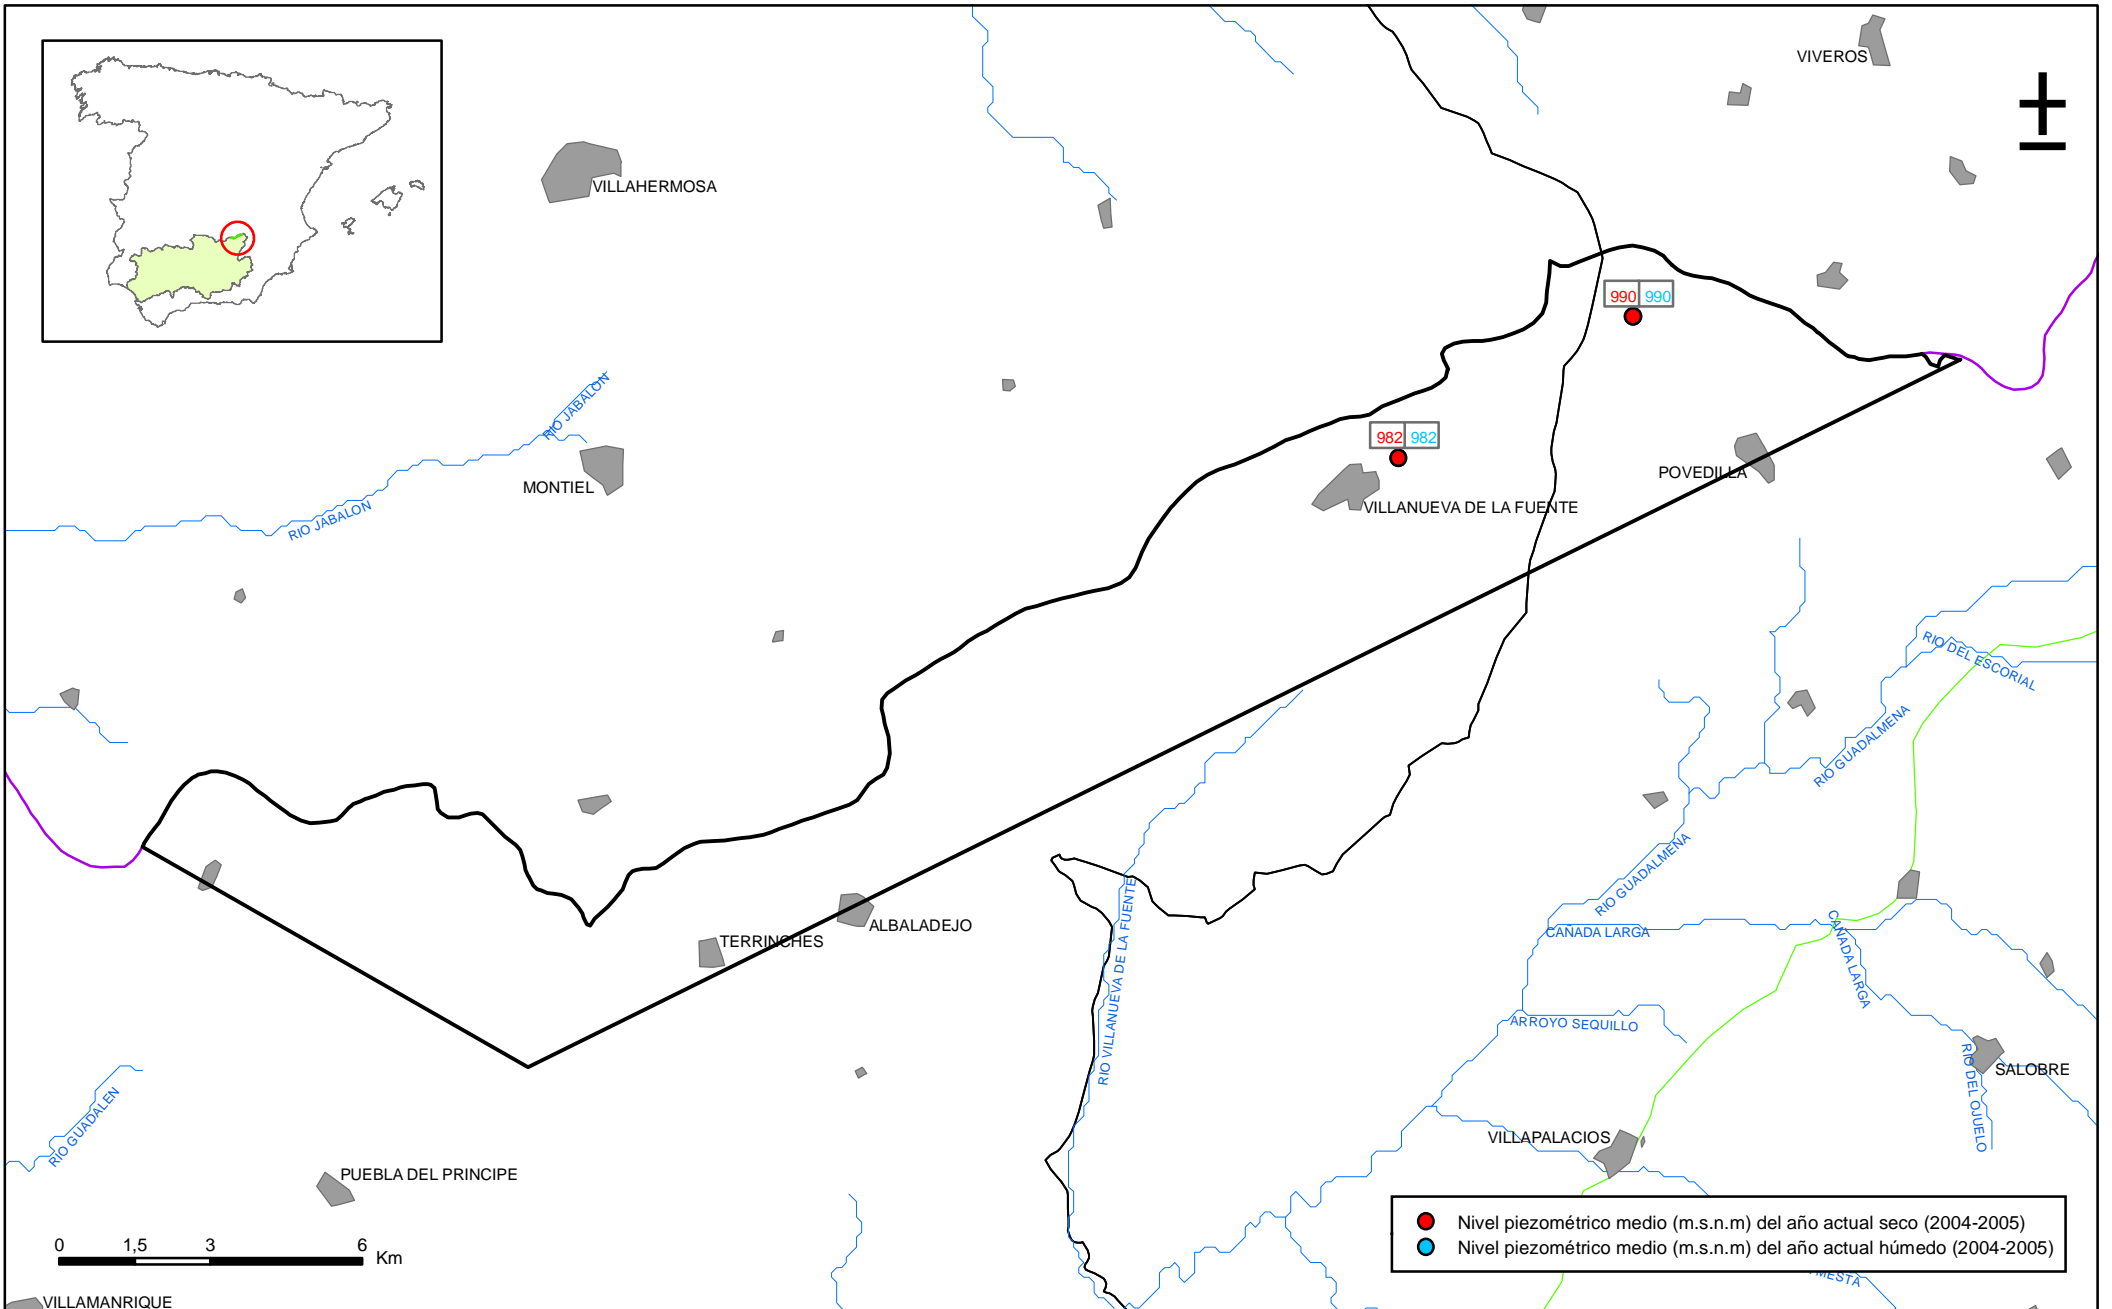 VIVEROS
VILLAHERMOSA
990 990
RIO JABALON
982 982
MONTIEL
POVEDILLA
VILLANUEVA DE LA FUENTE
RIO JABALON
RIO DEL ESCORIAL
RIO GUADALMENA
RIO GUADALMENA
ALBALADEJO
TERRINCHES
CAÑADA LARGA
CAÑADA LARGA
RIO VILLANUEVA DE LA FUENTE
ARROYO SEQUILLO
RIO DEL OJUELO
SALOBRE
RIO GUADALEN
VILLAPALACIOS
PUEBLA DEL PRINCIPE
Nivel piezométrico medio (m.s.n.m) del año actual seco (2004-2005)
Nivel piezométrico medio (m.s.n.m) del año actual húmedo (2004-2005)
0 1,5 3 6 Km
MESTA
VILLAMANRIQUE